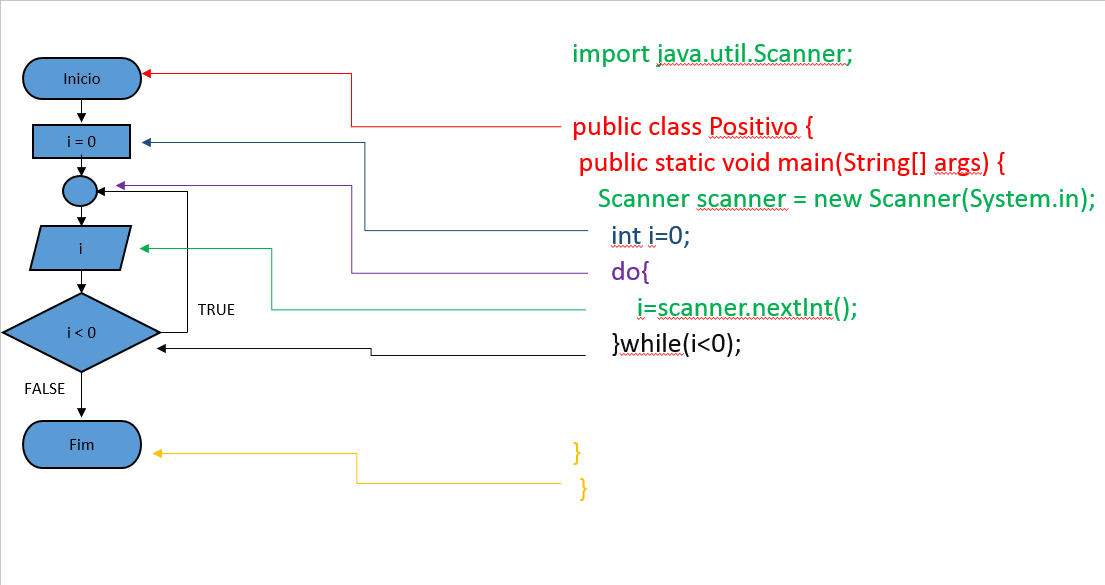 Inicio
i = 0
i
i < 0
TRUE
FALSE
Fim
import java.util.Scanner;
public class Positivo {
public static void main(String[] args) {
Scanner scanner = new Scanner(System.in);
int i=0;
do{
i=scanner.nextInt();
}while(i<0);
}
}